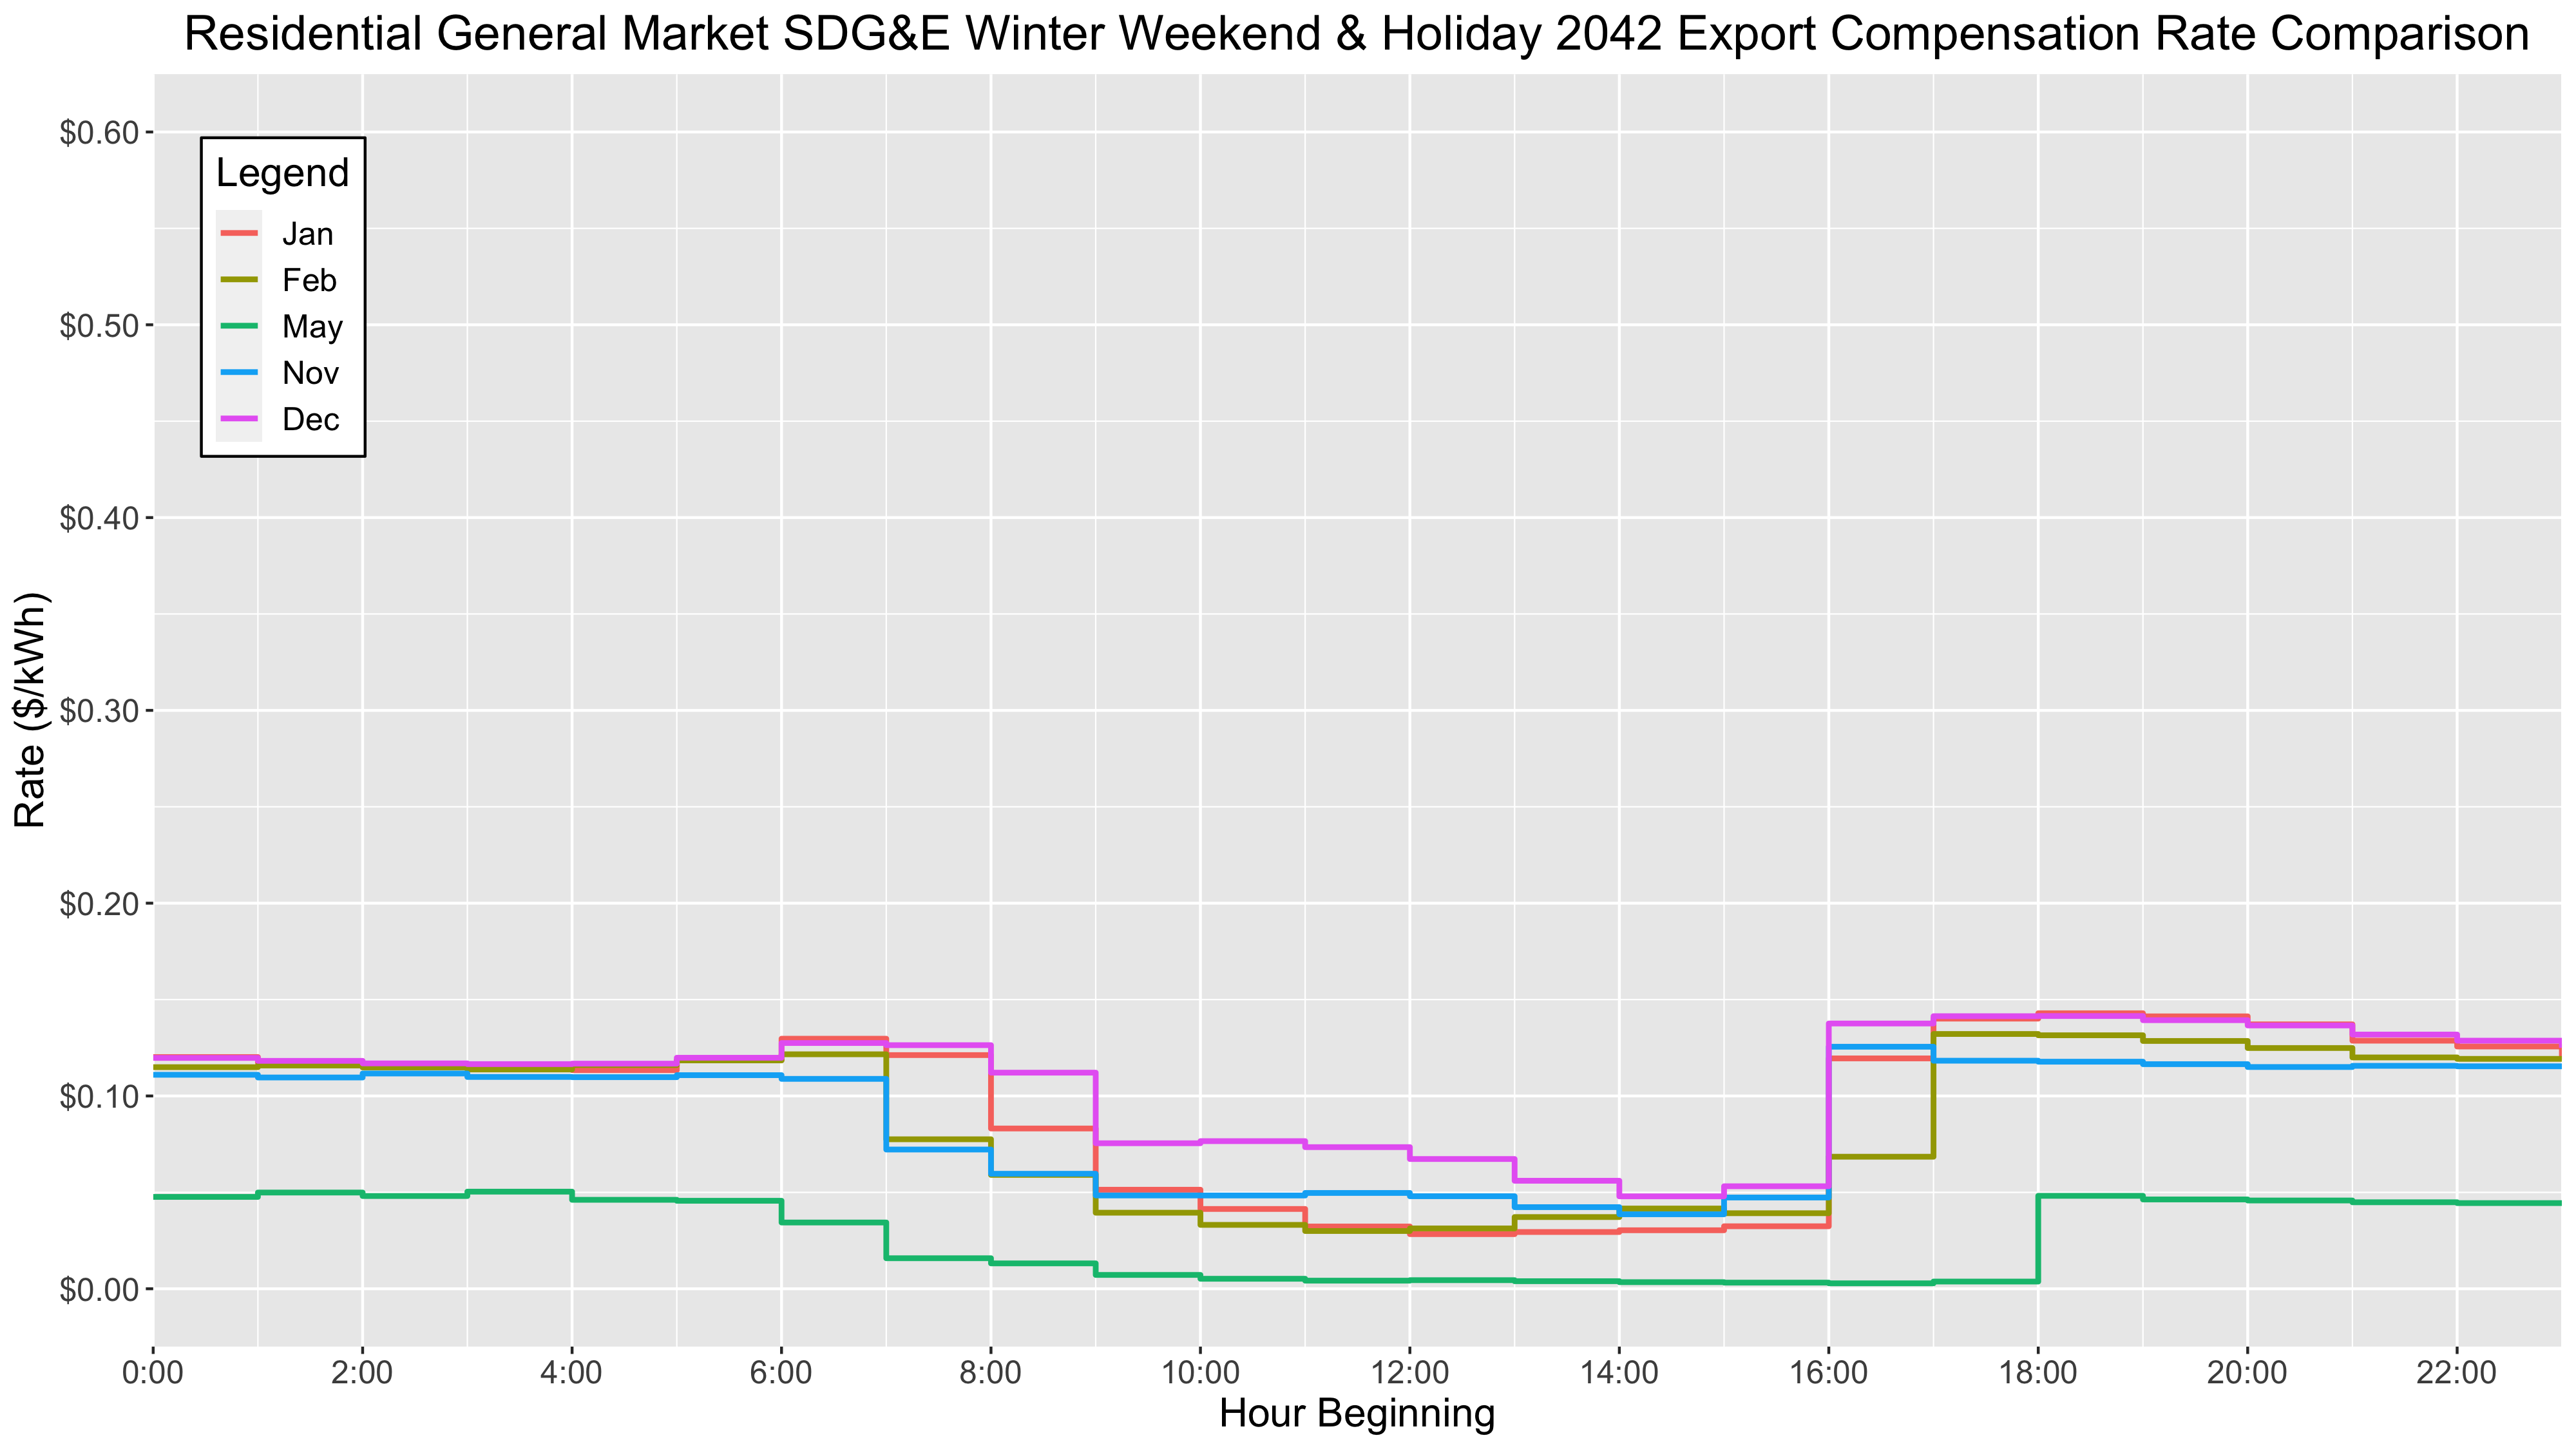 Residential General Market SDG&E Winter Weekend & Holiday 2042 Export Compensation Rate Comparison
$0.60
Legend
Jan
Feb
May
Nov
Dec
$0.50
$0.40
$0.30
$0.20
$0.10
$0.00
Rate ($/kWh)
0:00 2:00 4:00 6:00 8:00 10:00 12:00 14:00 16:00 18:00 20:00 22:00
Hour Beginning